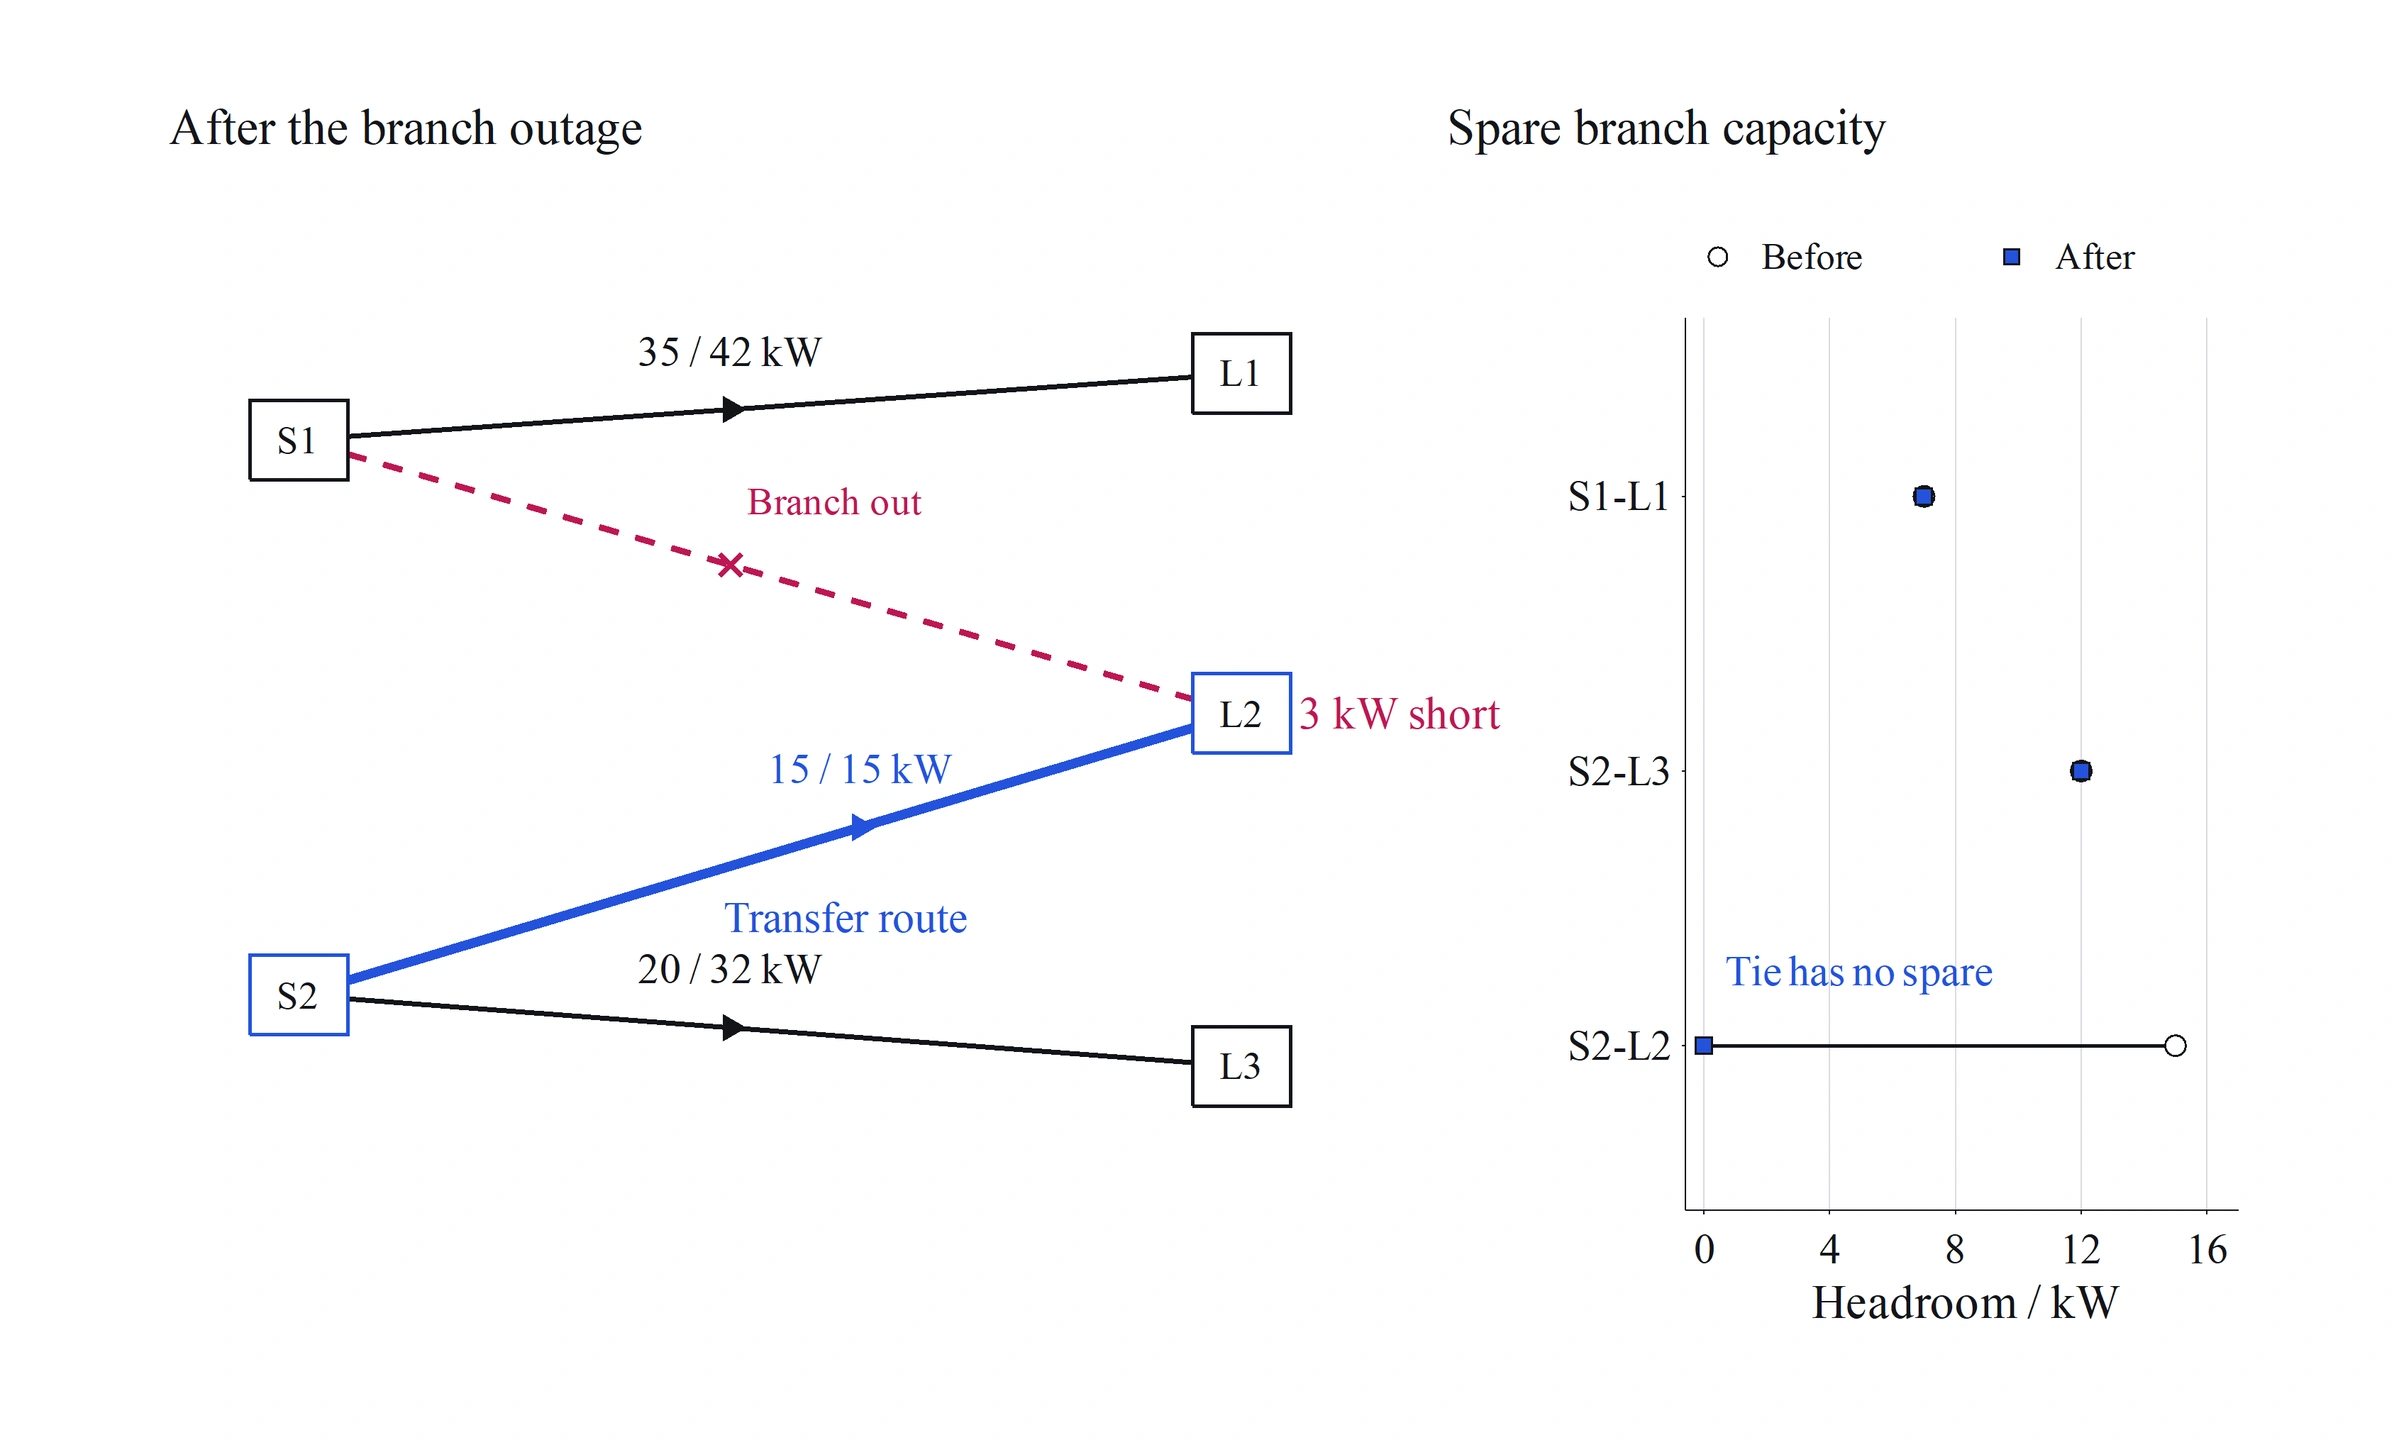 After the branch outage
35 / 42 kW
S1
L1
Branch out
L2
3 kW short
15 / 15 kW
Transfer route
20 / 32 kW
S2
L3
Spare branch capacity
Before
After
S1-L1
S2-L3
Tie has no spare
S2-L2
0 4 8 12 16
Headroom / kW